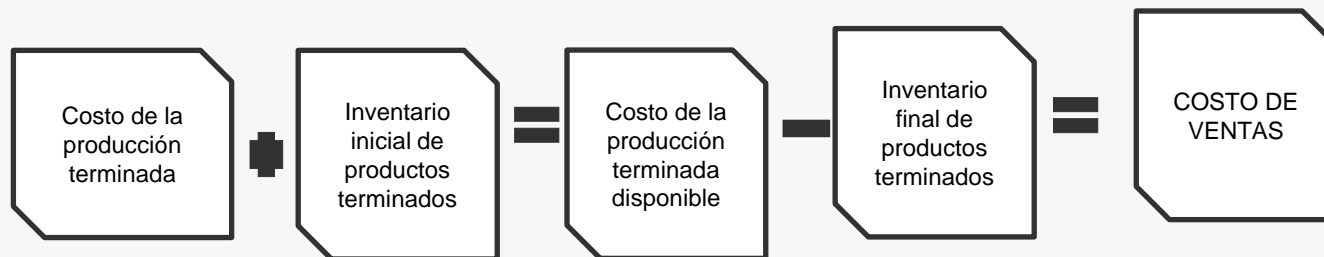 Costo de la
producción
terminada
Inventario
inicial de
productos
terminados
Costo de la
producción
terminada
disponible
Inventario
final de
productos
terminados
COSTO DE
VENTAS